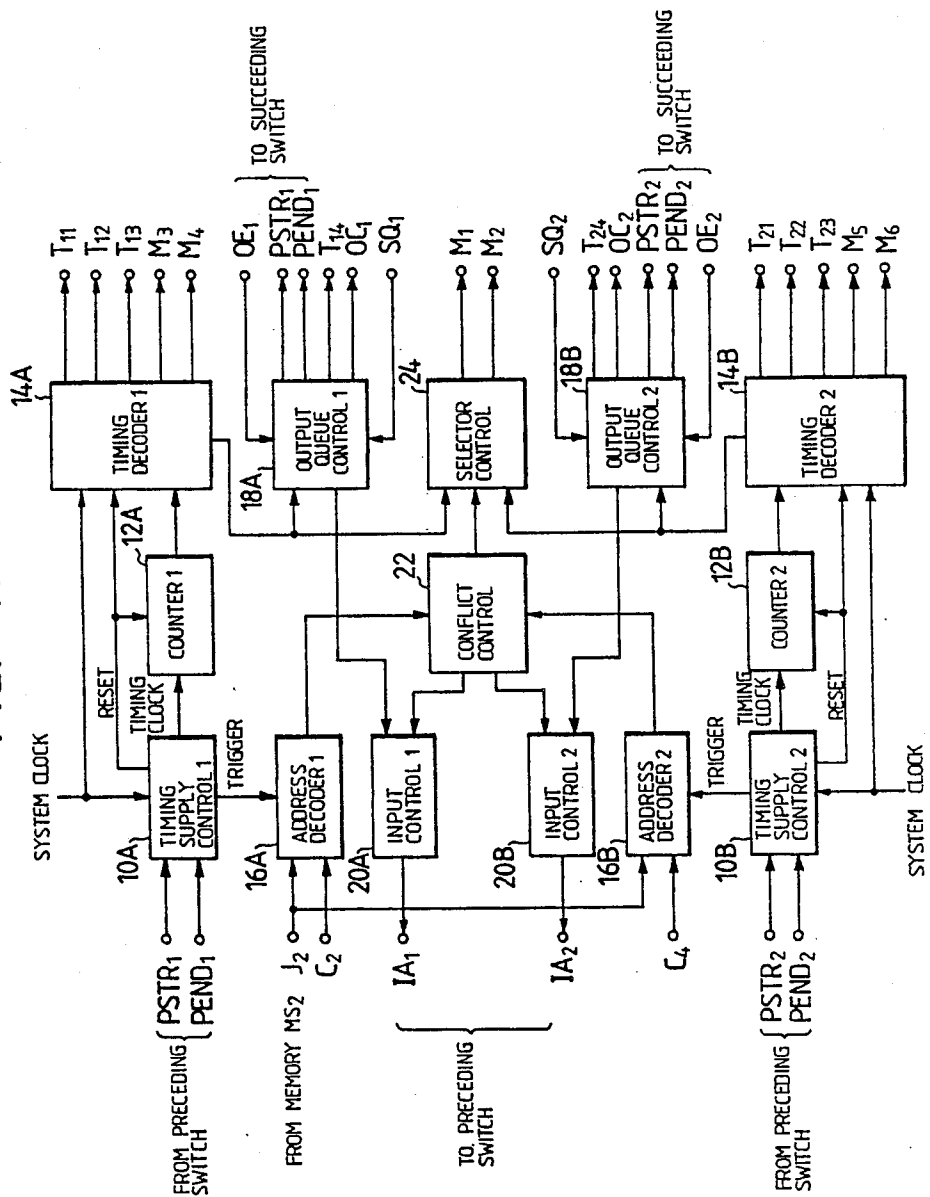 SYSTEM CLOCK
FROM PRECEDING
SWITCH
PSTR₁
PEND₁
10A
TIMING
SUPPLY
CONTROL 1
RESET
TIMING
CLOCK
12A
COUNTER 1
14A
TIMING
DECODER 1
T₁₁
T₁₂
T₁₃
M₃
M₄
TRIGGER
FROM MEMORY MS2
J₂
C₂
16A
ADDRESS
DECODER 1
18A
OUTPUT
QUEUE
CONTROL 1
OE₁
PSTR₁
PEND₁
T₁₄
OC₁
SQ₁
TO SUCCEEDING
SWITCH
TO PRECEDING
SWITCH
IA₁
20A
INPUT
CONTROL 1
22
CONFLICT
CONTROL
24
SELECTOR
CONTROL
M₁
M₂
IA₂
20B
INPUT
CONTROL 2
C₄
16B
ADDRESS
DECODER 2
18B
OUTPUT
QUEUE
CONTROL 2
SQ₂
T₂₄
OC₂
PSTR₂
PEND₂
OE₂
TO SUCCEEDING
SWITCH
TRIGGER
FROM PRECEDING
SWITCH
PSTR₂
PEND₂
10B
TIMING
SUPPLY
CONTROL 2
TIMING
CLOCK
RESET
12B
COUNTER 2
14B
TIMING
DECODER 2
T₂₁
T₂₂
T₂₃
M₅
M₆
SYSTEM CLOCK